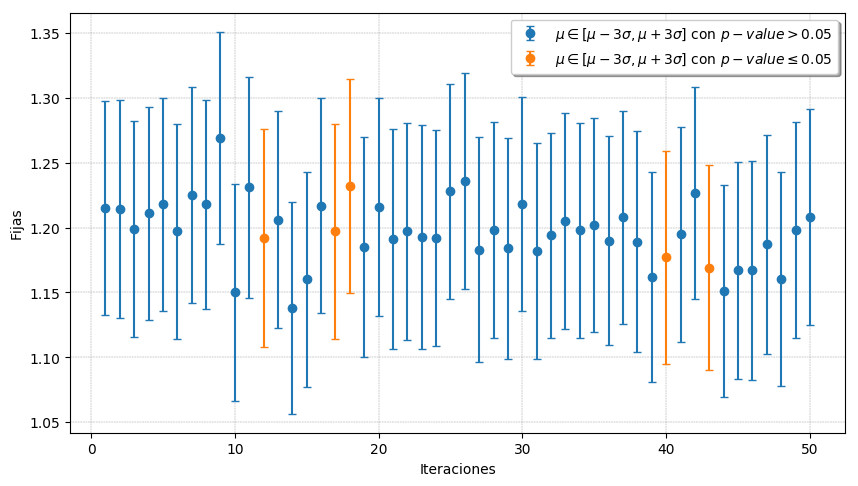 μ ∈ [μ − 3σ, μ + 3σ] con p − value > 0.05
μ ∈ [μ − 3σ, μ + 3σ] con p − value ≤ 0.05
1.35
1.30
1.25
1.20
1.15
1.10
1.05
Fijas
0 10 20 30 40 50
Iteraciones